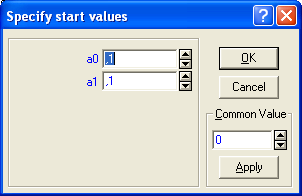 Specify start values
a0 ,1
a1 ,1
OK
Cancel
Common Value
0
Apply